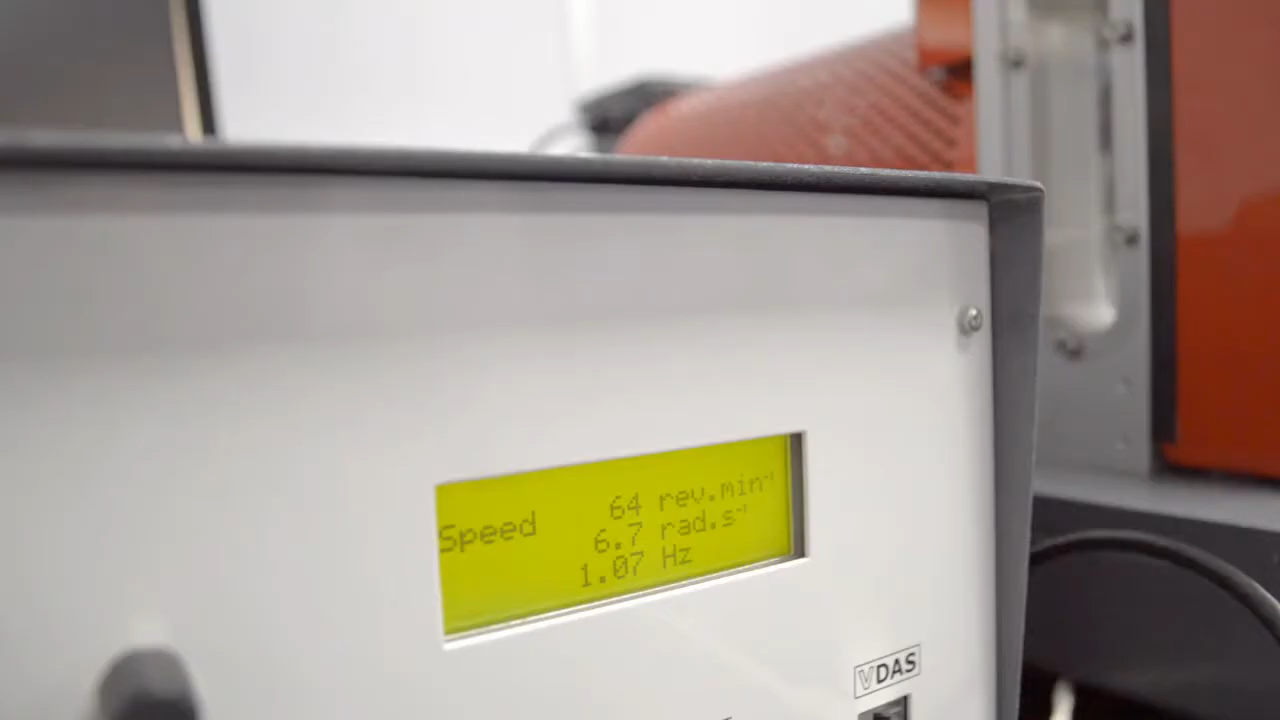 Speed 64 rev.min⁻¹
6.7 rad.s⁻¹
1.07 Hz
VDAS